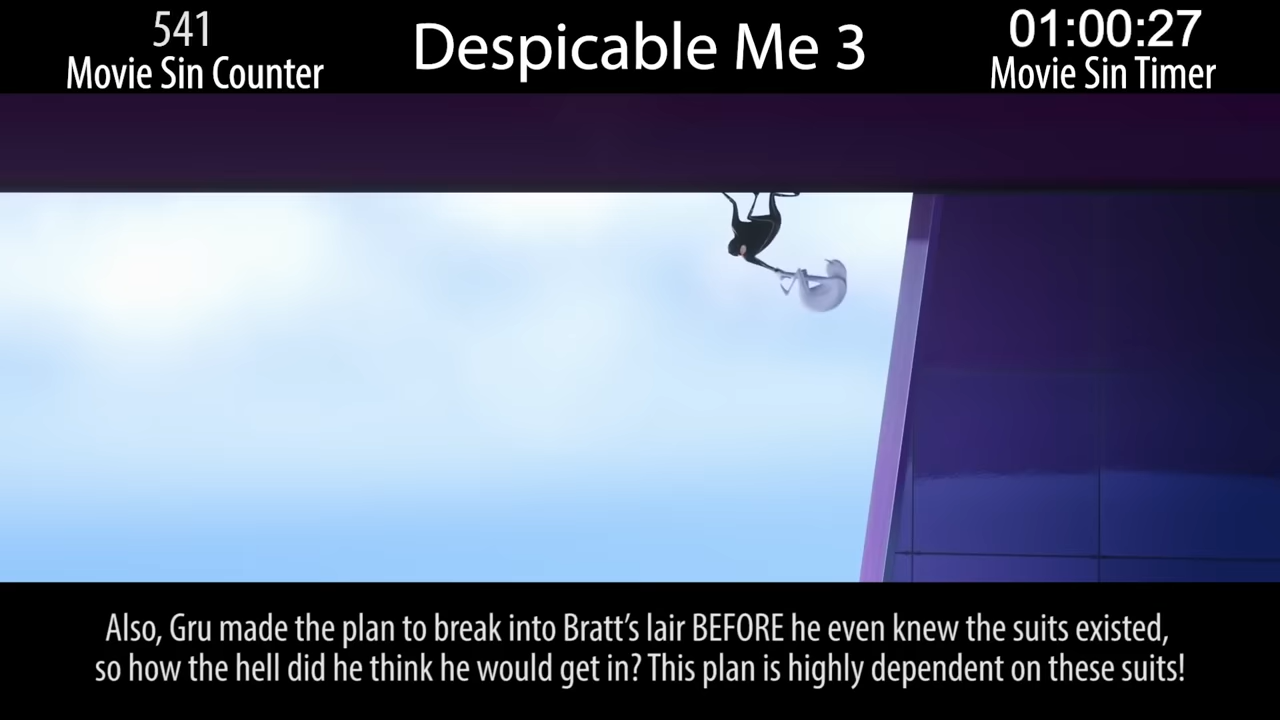 541
Movie Sin Counter
Despicable Me 3
01:00:27
Movie Sin Timer
Also, Gru made the plan to break into Bratt’s lair BEFORE he even knew the suits existed,
so how the hell did he think he would get in? This plan is highly dependent on these suits!